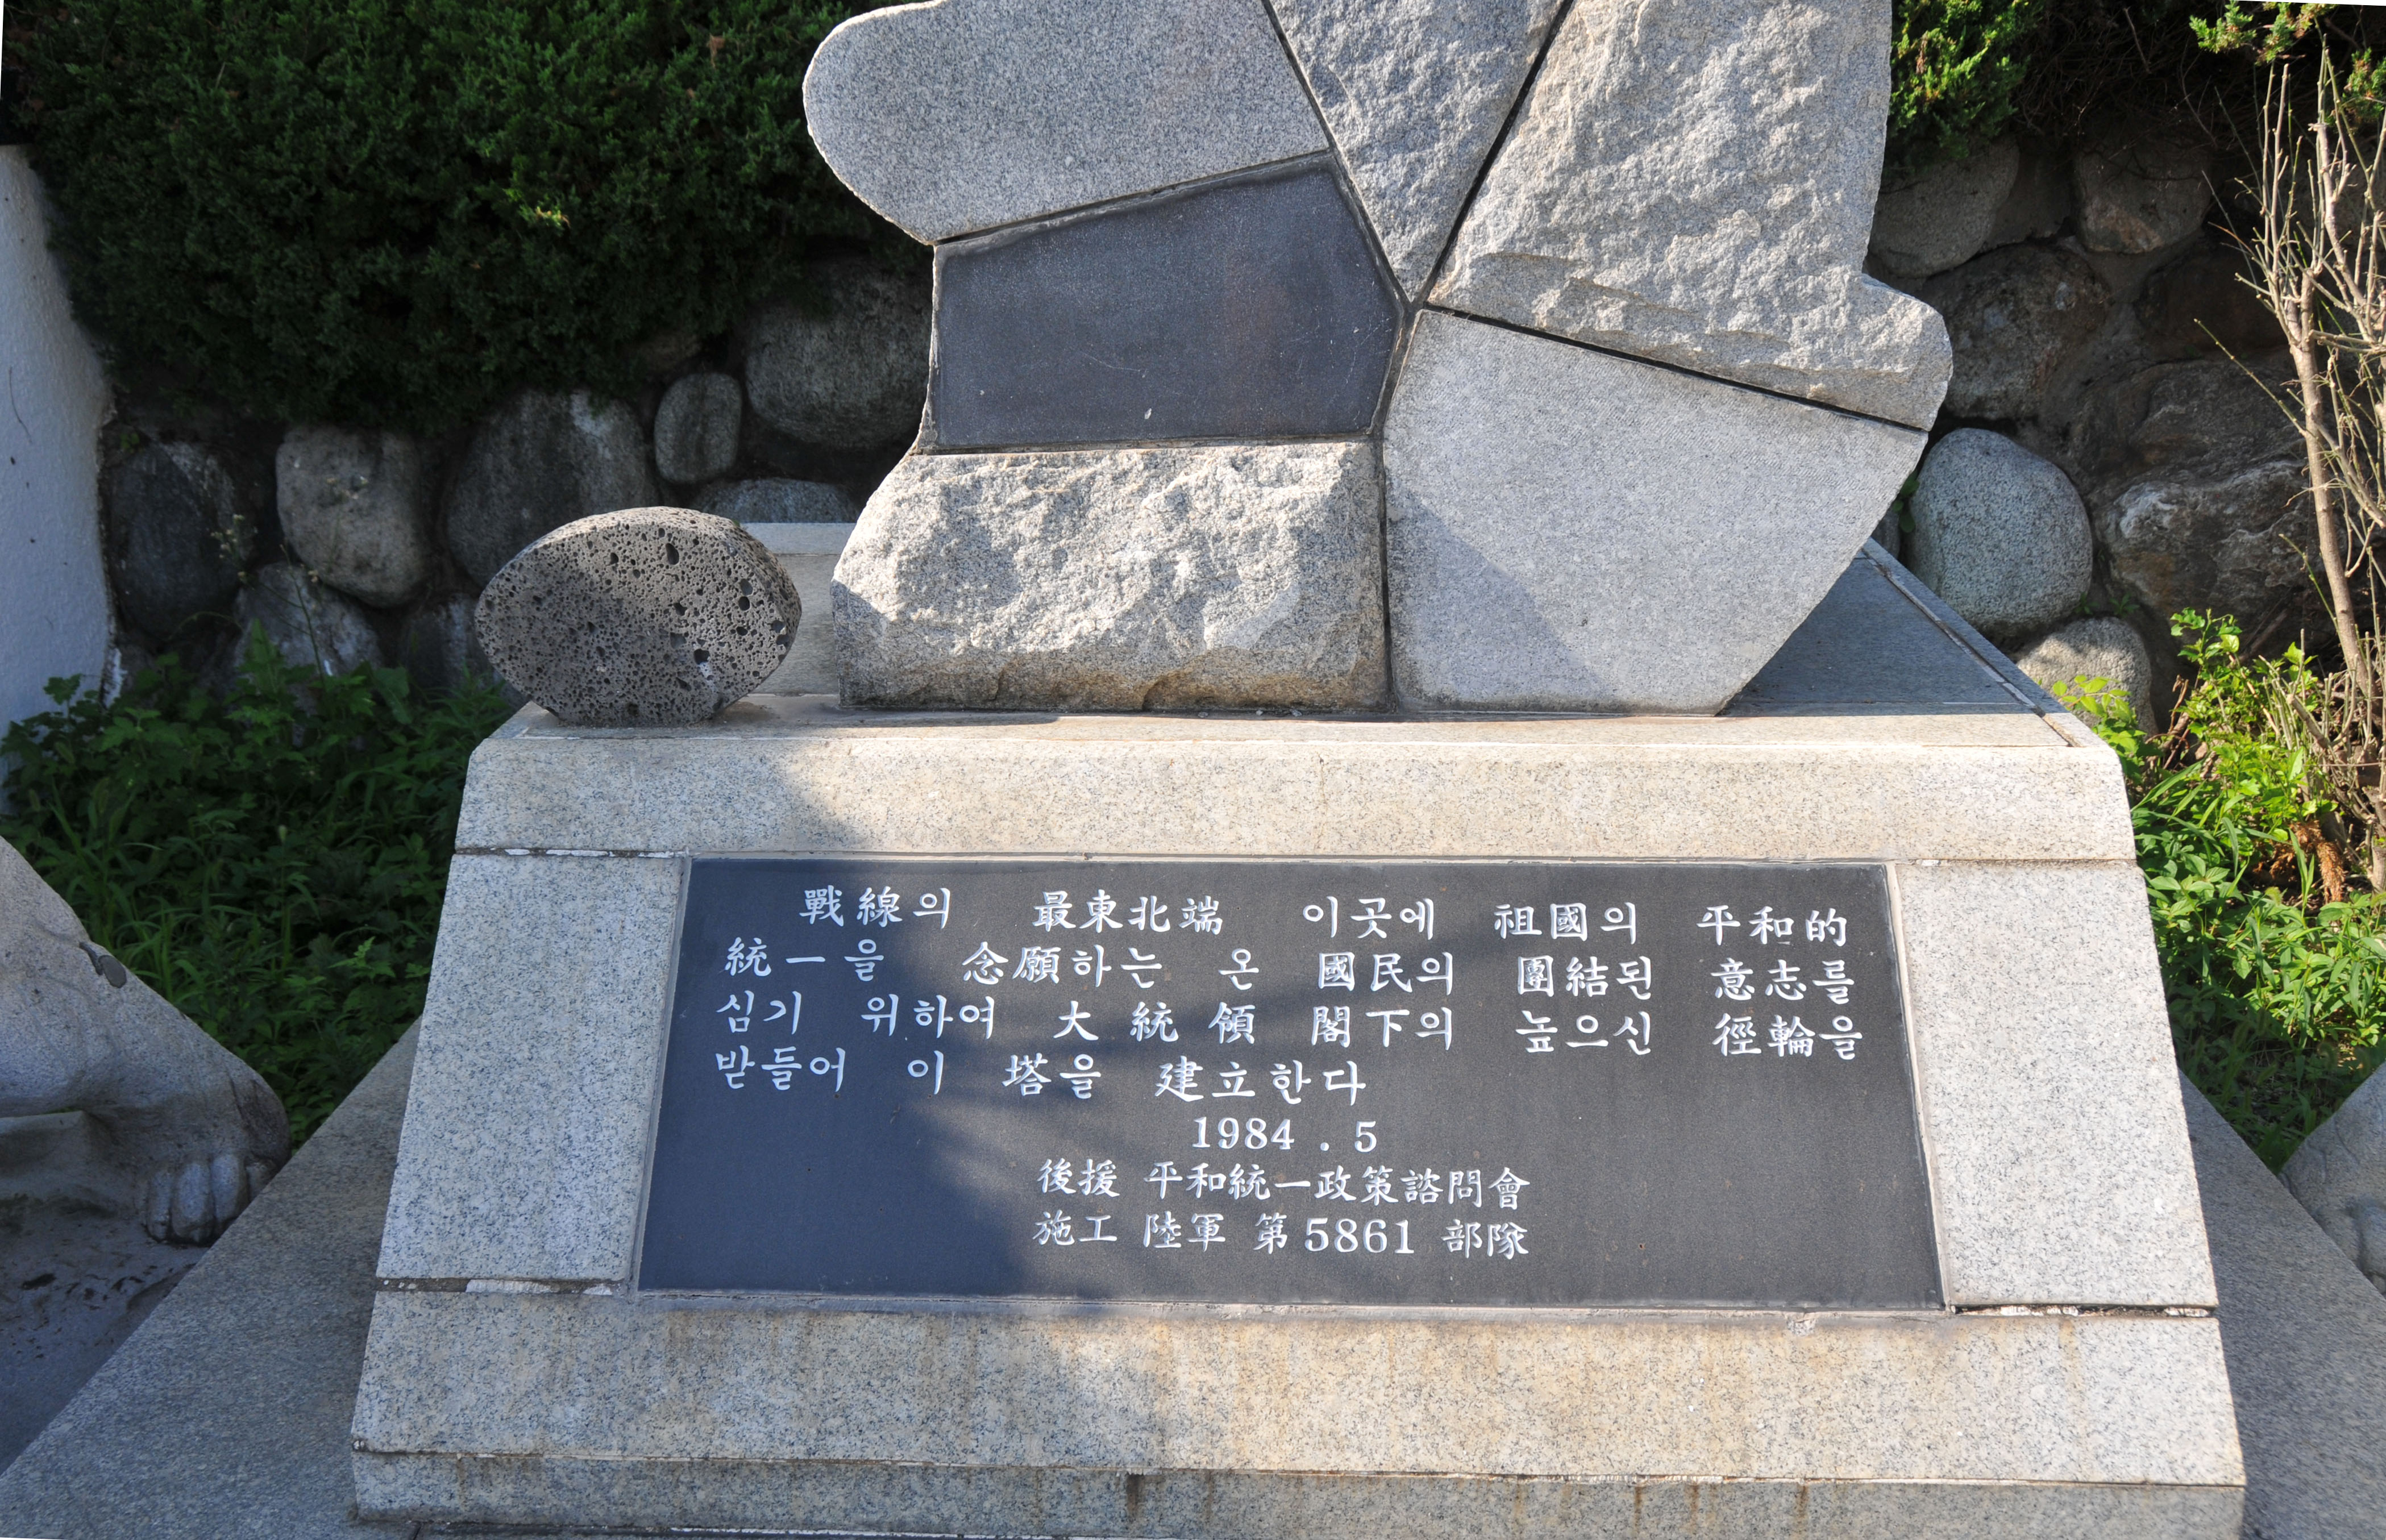 戰線의 最東北端 이곳에 祖國의 平和的
統一을 念願하는 온 國民의 團結된 意志를
심기 위하여 大統領 閣下의 높으신 徑輪을
받들어 이 塔을 建立한다
1984 . 5
後援 平和統一政策諮問會
施工 陸軍 第5861 部隊